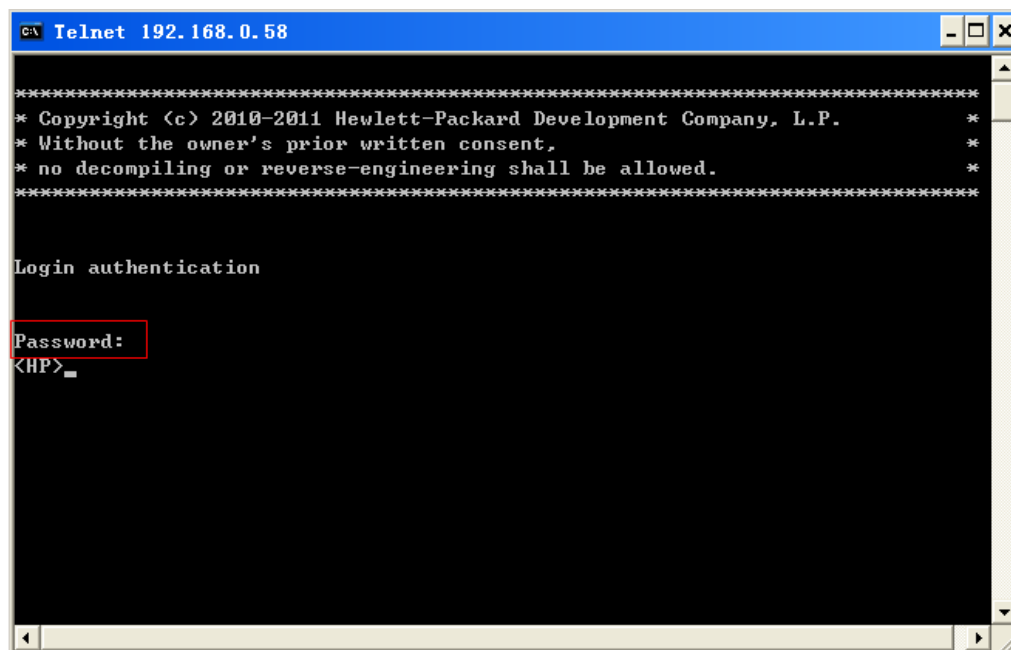 Telnet 192.168.0.58
******************************************************************************
* Copyright (c) 2010-2011 Hewlett-Packard Development Company, L.P.          *
* Without the owner's prior written consent,                                 *
* no decompiling or reverse-engineering shall be allowed.                    *
******************************************************************************
Login authentication
Password:
<HP>_